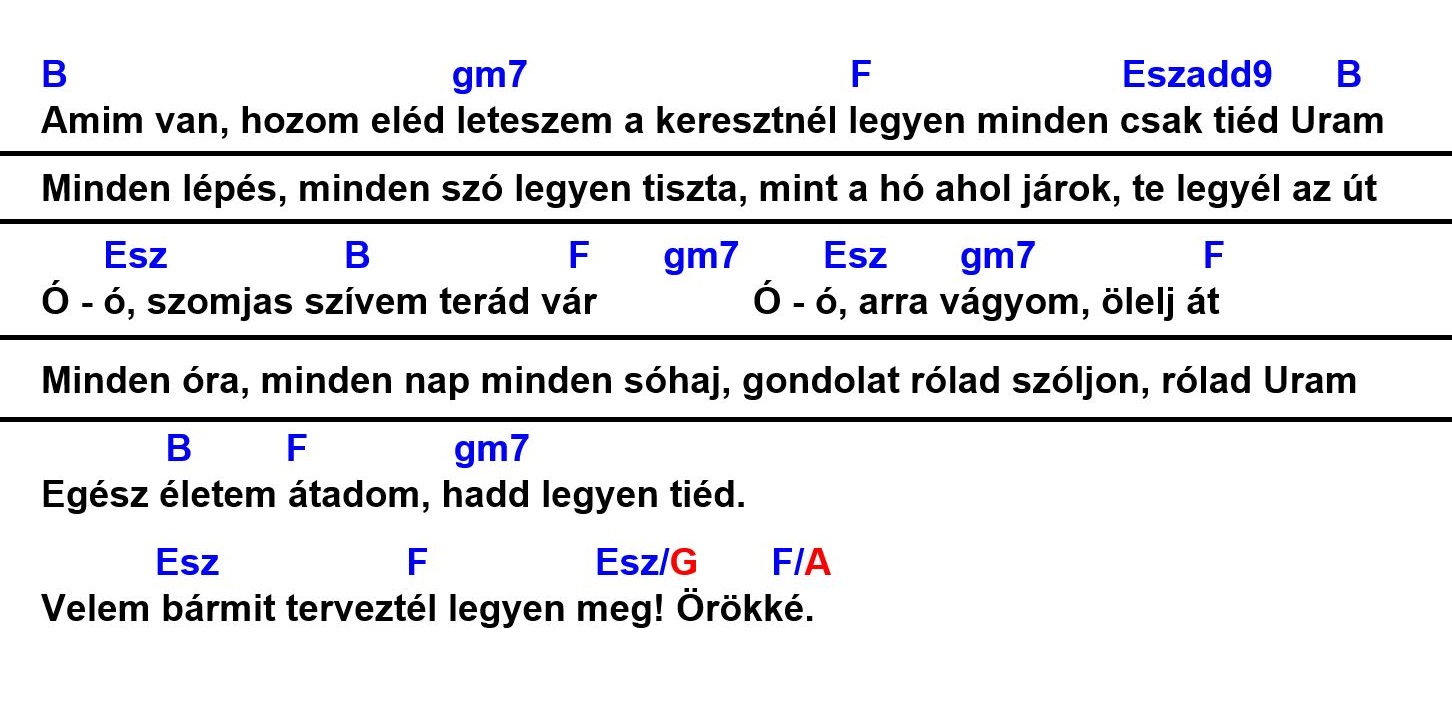 B gm7 F Eszadd9 B
Amim van, hozom eléd leteszem a keresztnél legyen minden csak tiéd Uram
Minden lépés, minden szó legyen tiszta, mint a hó ahol járok, te legyél az út
Esz B F gm7 Esz gm7 F
Ó - ó, szomjas szívem terád vár Ó - ó, arra vágyom, ölelj át
Minden óra, minden nap minden sóhaj, gondolat rólad szóljon, rólad Uram
B F gm7
Egész életem átadom, hadd legyen tiéd.
Esz F Esz/G F/A
Velem bármit terveztél legyen meg! Örökké.